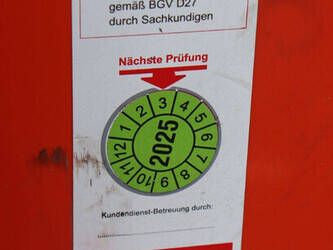 gemäß BGV D27
durch Sachkundigen
Nächste Prüfung
1 2 3 4 5 6 7 8 9 10 11 12
2025
Kundendienst-Betreuung durch: